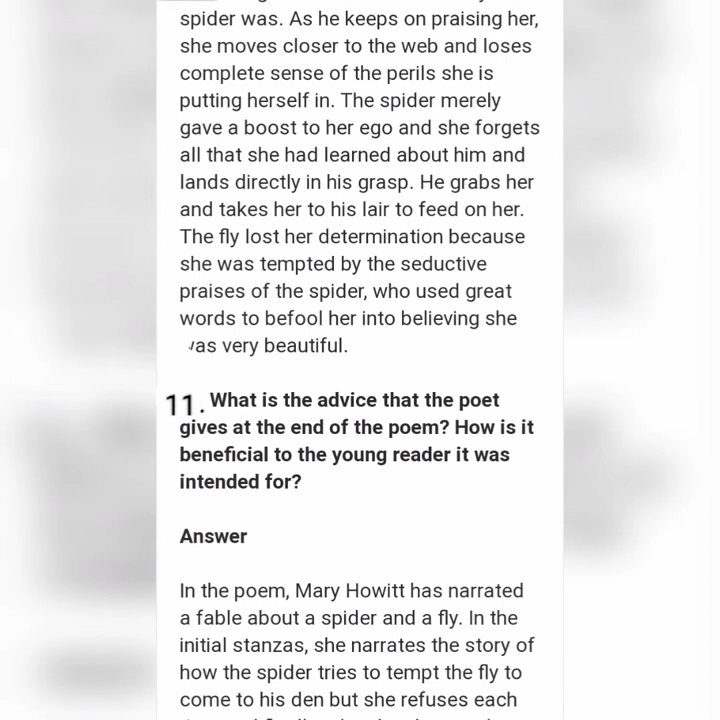 spider was. As he keeps on praising her,
she moves closer to the web and loses
complete sense of the perils she is
putting herself in. The spider merely
gave a boost to her ego and she forgets
all that she had learned about him and
lands directly in his grasp. He grabs her
and takes her to his lair to feed on her.
The fly lost her determination because
she was tempted by the seductive
praises of the spider, who used great
words to befool her into believing she
was very beautiful.
11. What is the advice that the poet
gives at the end of the poem? How is it
beneficial to the young reader it was
intended for?
Answer
In the poem, Mary Howitt has narrated
a fable about a spider and a fly. In the
initial stanzas, she narrates the story of
how the spider tries to tempt the fly to
come to his den but she refuses each